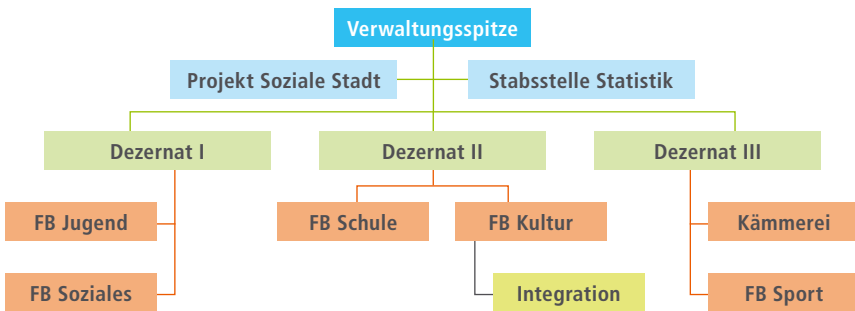 Verwaltungsspitze
Projekt Soziale Stadt
Stabsstelle Statistik
Dezernat I
Dezernat II
Dezernat III
FB Jugend
FB Schule
FB Kultur
Kämmerei
FB Soziales
Integration
FB Sport